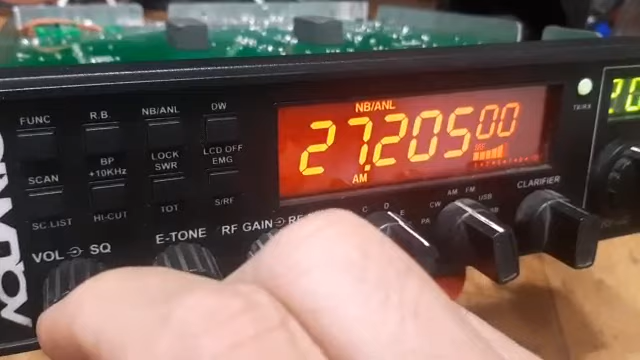 FUNC R.B. NB/ANL DW
SCAN BP +10KHz LOCK SWR LCD OFF EMG
SC.LIST HI-CUT TOT S/RF
NB/ANL
27.20500
AM
TX/RX
VOL SQ E-TONE RF GAIN
C D E
PA CW AM FM USB
CLARIFIER